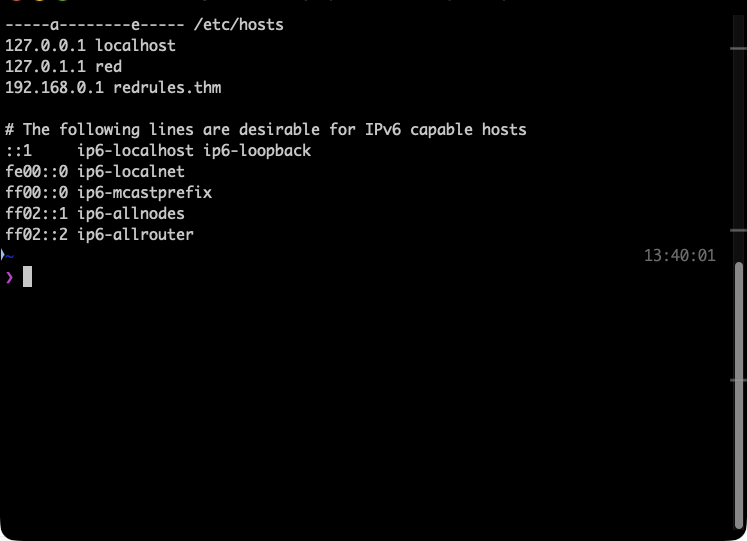 -----a--------e----- /etc/hosts
127.0.0.1 localhost
127.0.1.1 red
192.168.0.1 redrules.thm
# The following lines are desirable for IPv6 capable hosts
::1     ip6-localhost ip6-loopback
fe00::0 ip6-localnet
ff00::0 ip6-mcastprefix
ff02::1 ip6-allnodes
ff02::2 ip6-allrouter
~ 13:40:01
❯